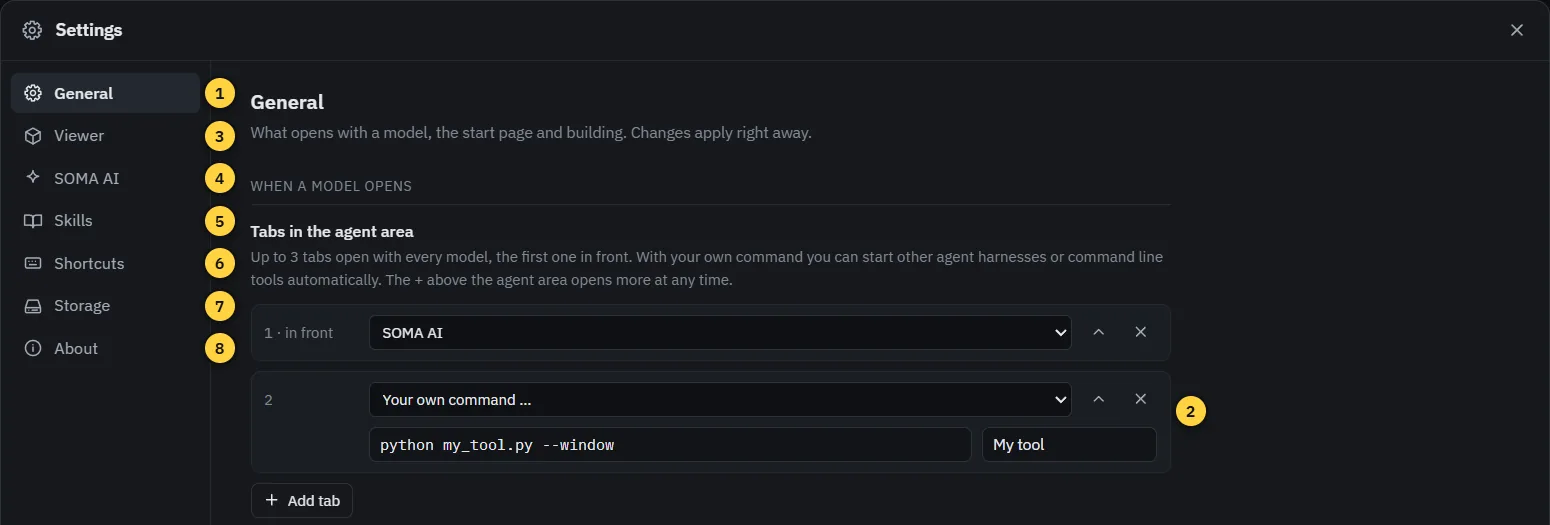 Settings
General
1
Viewer
3
SOMA AI
4
Skills
5
Shortcuts
6
Storage
7
About
8
General
What opens with a model, the start page and building. Changes apply right away.
WHEN A MODEL OPENS
Tabs in the agent area
Up to 3 tabs open with every model, the first one in front. With your own command you can start other agent harnesses or command line
tools automatically. The + above the agent area opens more at any time.
1 · in front
SOMA AI
2
Your own command ...
2
python my_tool.py --window
My tool
+ Add tab